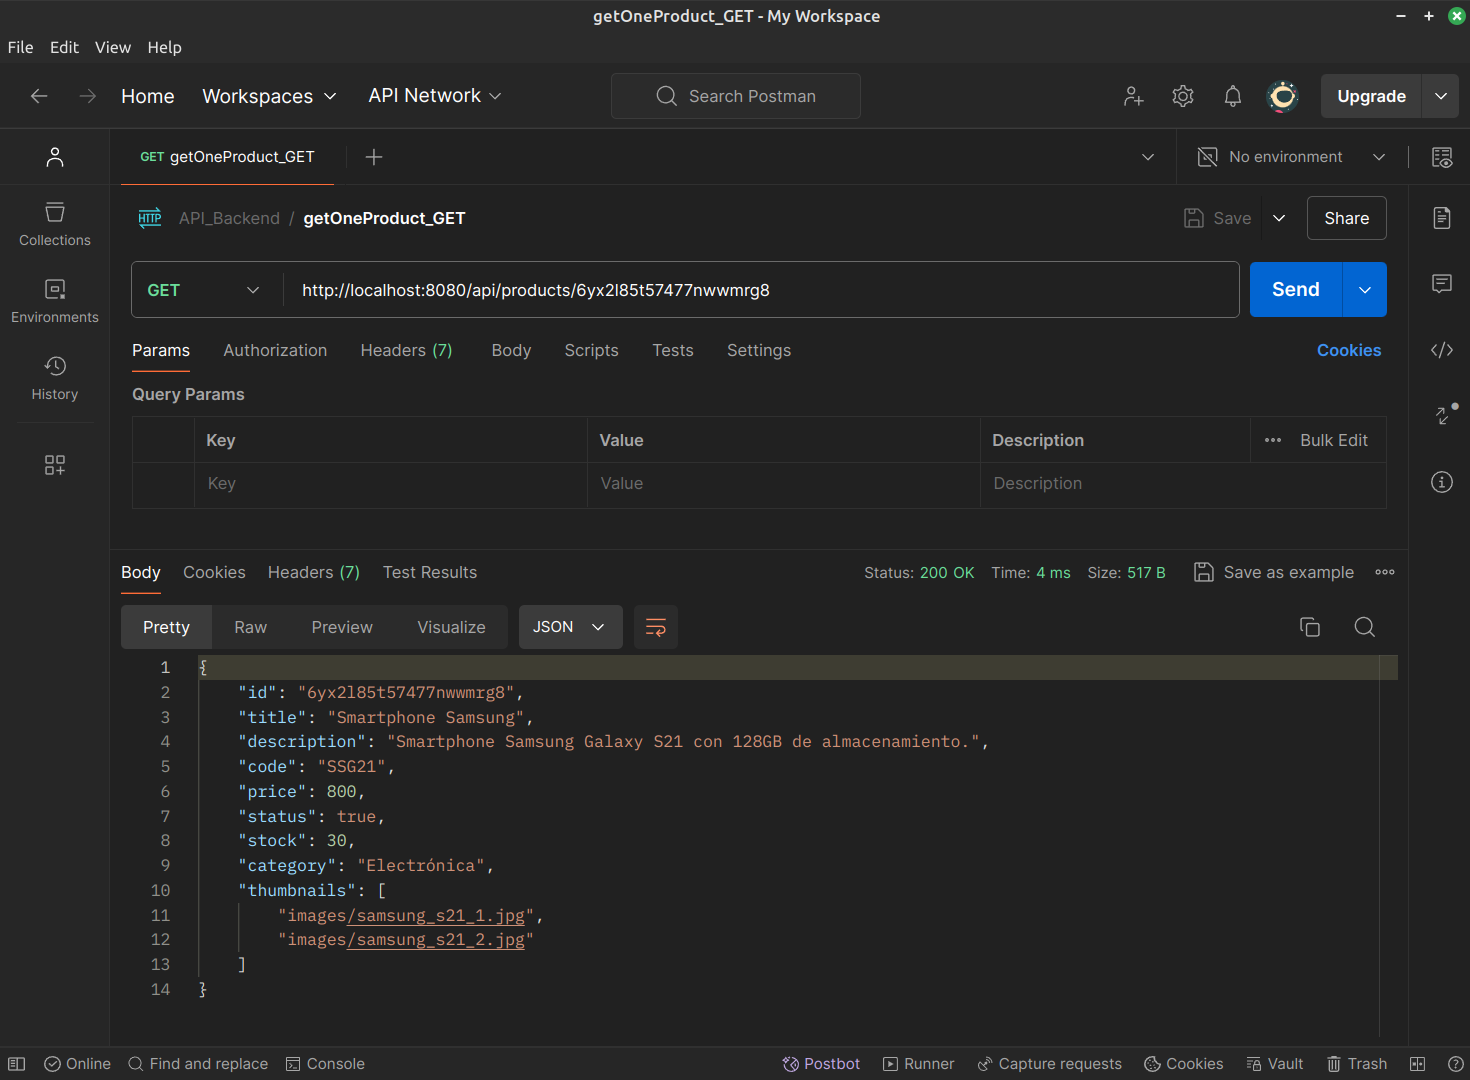 getOneProduct_GET - My Workspace
File Edit View Help
Home Workspaces API Network Search Postman Upgrade
GET getOneProduct_GET No environment
HTTP API_Backend / getOneProduct_GET Save Share
Collections
GET http://localhost:8080/api/products/6yx2l85t57477nwwmrg8 Send
Environments
Params Authorization Headers (7) Body Scripts Tests Settings Cookies
History
Query Params
Key Value Description Bulk Edit
Key Value Description
Body Cookies Headers (7) Test Results Status: 200 OK Time: 4 ms Size: 517 B Save as example
Pretty Raw Preview Visualize JSON
1 {
2 "id": "6yx2l85t57477nwwmrg8",
3 "title": "Smartphone Samsung",
4 "description": "Smartphone Samsung Galaxy S21 con 128GB de almacenamiento.",
5 "code": "SSG21",
6 "price": 800,
7 "status": true,
8 "stock": 30,
9 "category": "Electrónica",
10 "thumbnails": [
11 "images/samsung_s21_1.jpg",
12 "images/samsung_s21_2.jpg"
13 ]
14 }
Online Find and replace Console Postbot Runner Capture requests Cookies Vault Trash